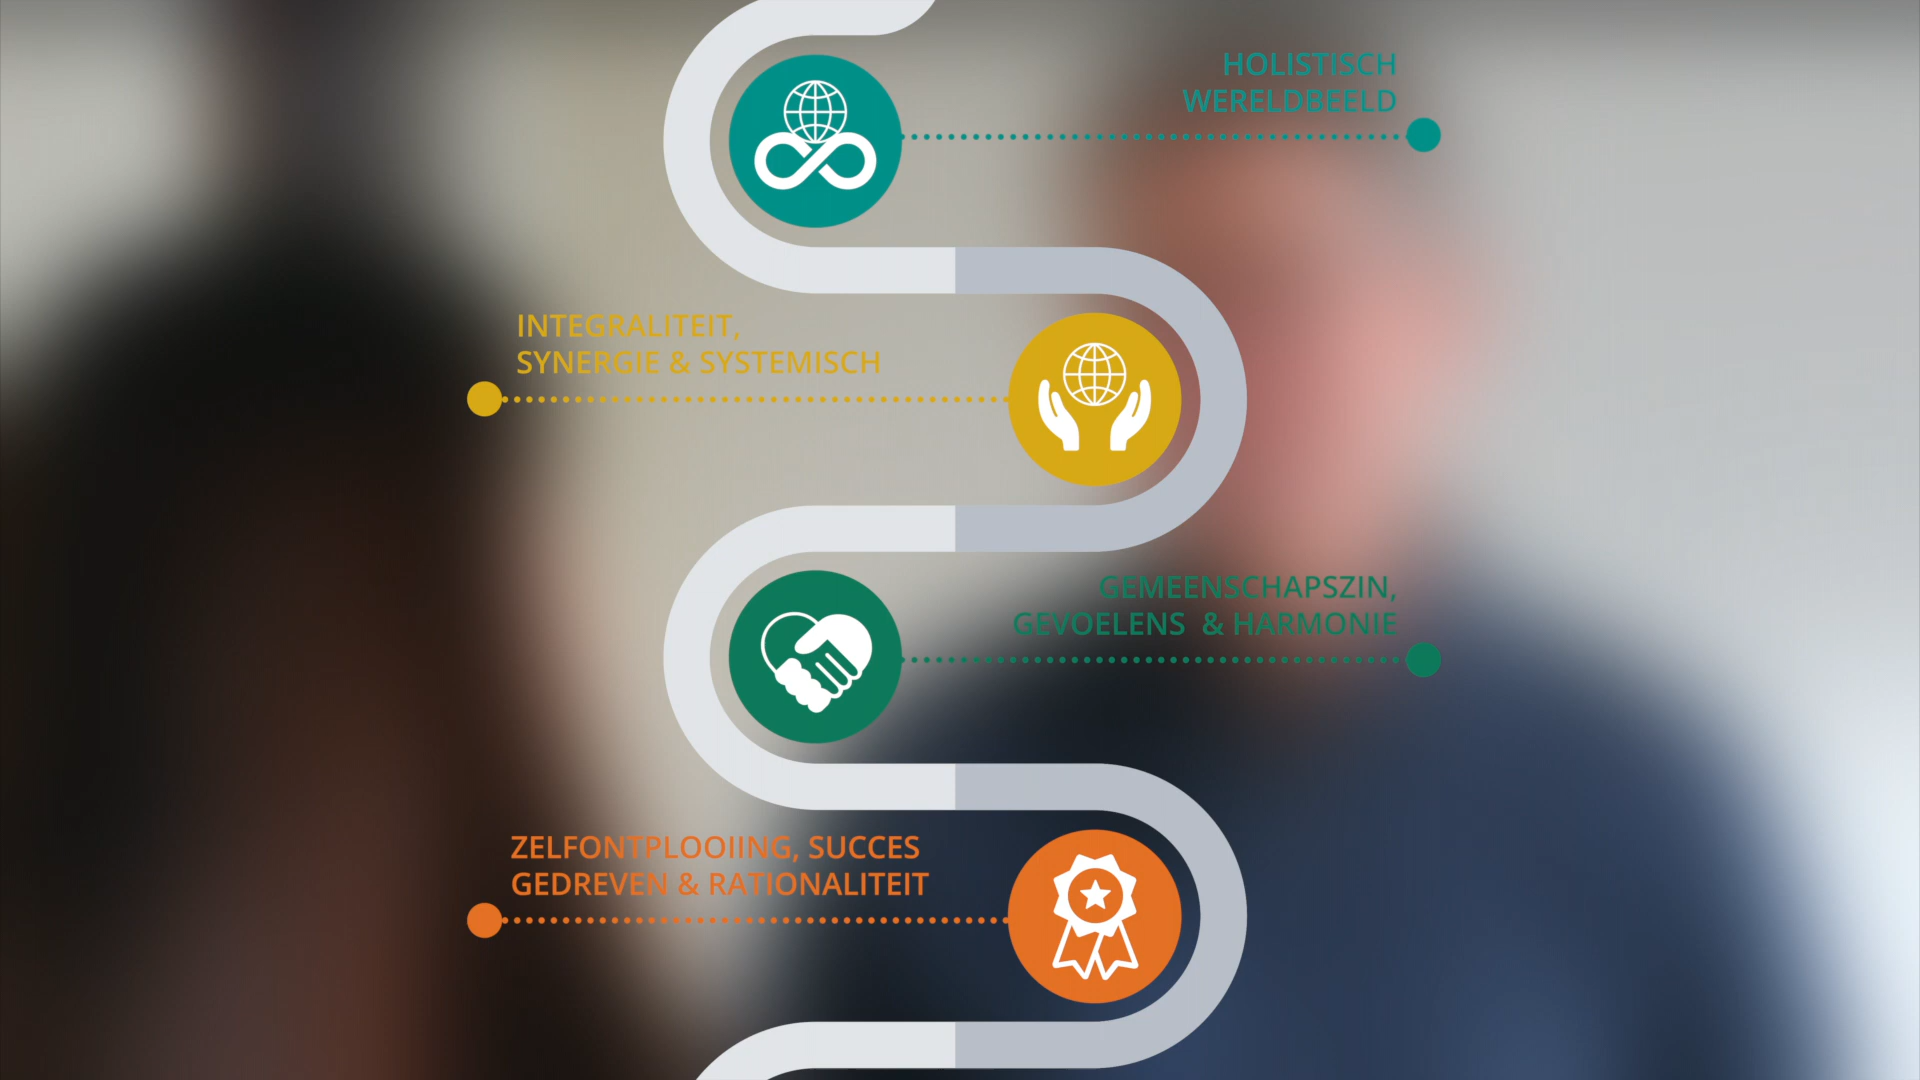 HOLISTISCH
WERELDBEELD
INTEGRALITEIT,
SYNERGIE & SYSTEMISCH
GEMEENSCHAPSZIN,
GEVOELENS & HARMONIE
ZELFONTPLOOIING, SUCCES
GEDREVEN & RATIONALITEIT